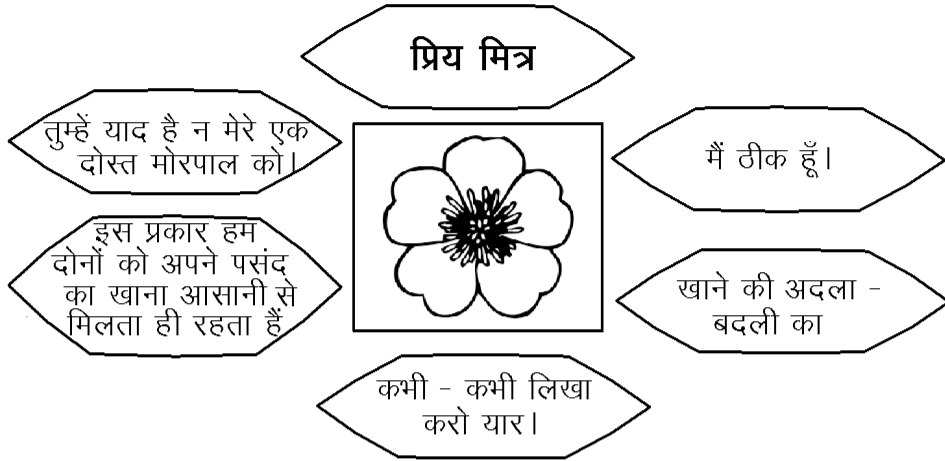 प्रिय मित्र
तुम्हें याद है न मेरे एक
दोस्त मोरपाल को।
मैं ठीक हूँ।
इस प्रकार हम
दोनों को अपने पसंद
का खाना आसानी से
मिलता ही रहता हैं
खाने की अदला -
बदली का
कभी - कभी लिखा
करो यार।